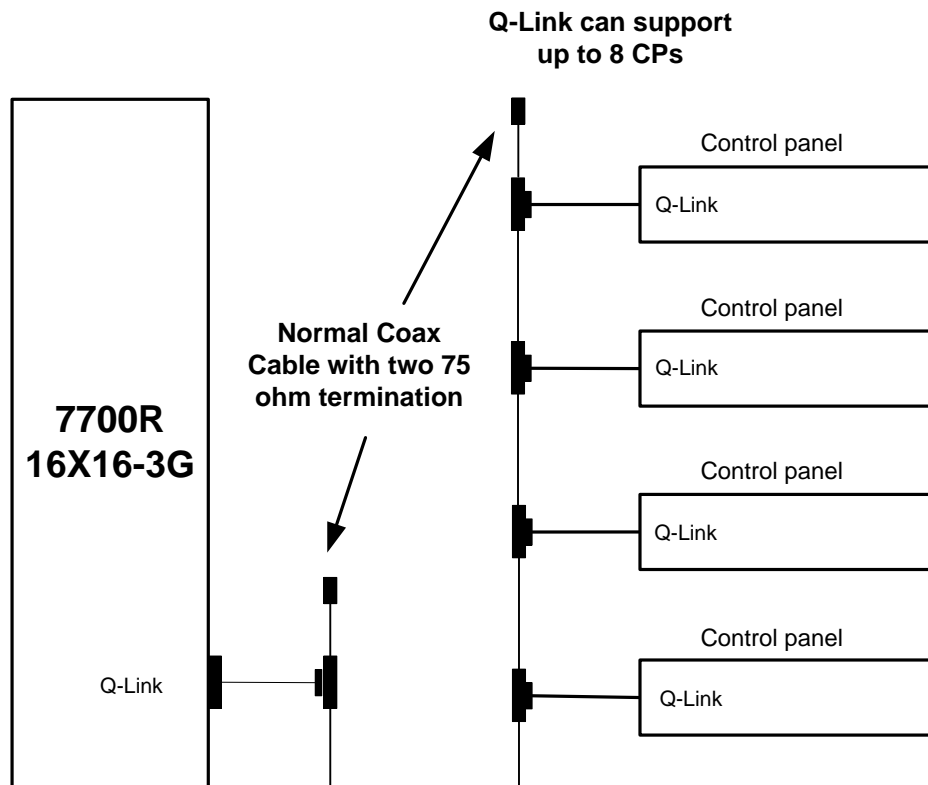 Q-Link can support
up to 8 CPs
Control panel
Q-Link
Control panel
Q-Link
Normal Coax
Cable with two 75
ohm termination
7700R
16X16-3G
Control panel
Q-Link
Control panel
Q-Link
Q-Link